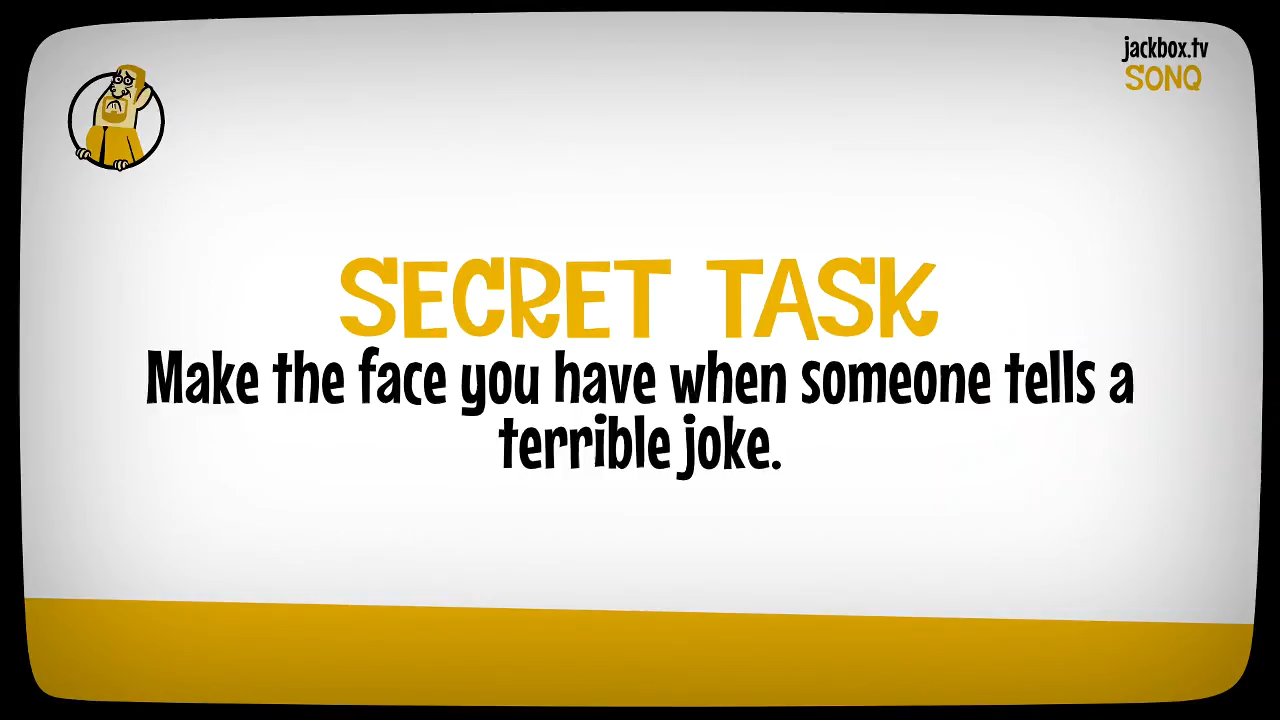 jackbox.tv
SONQ
SECRET TASK
Make the face you have when someone tells a
terrible joke.